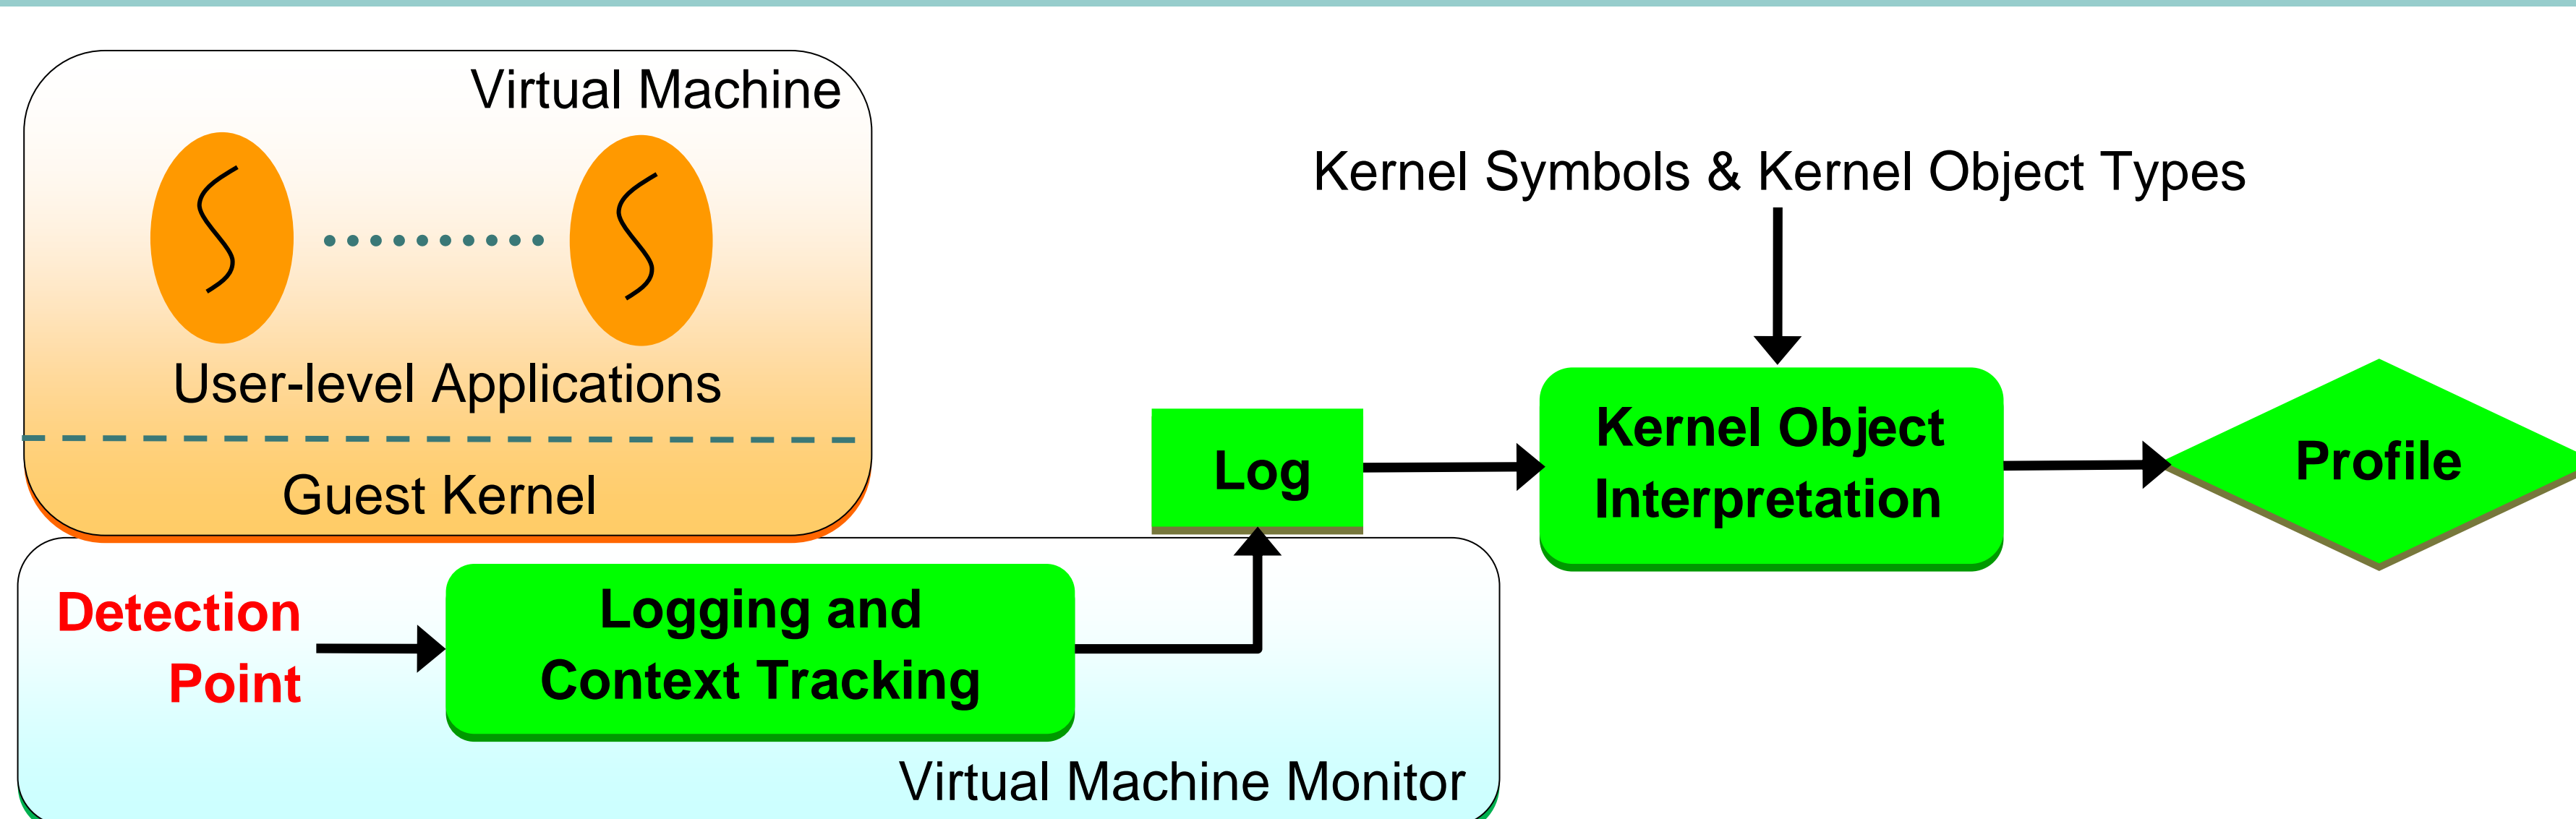 Virtual Machine
User-level Applications
Guest Kernel
Detection
Point
Logging and
Context Tracking
Virtual Machine Monitor
Log
Kernel Symbols & Kernel Object Types
Kernel Object
Interpretation
Profile